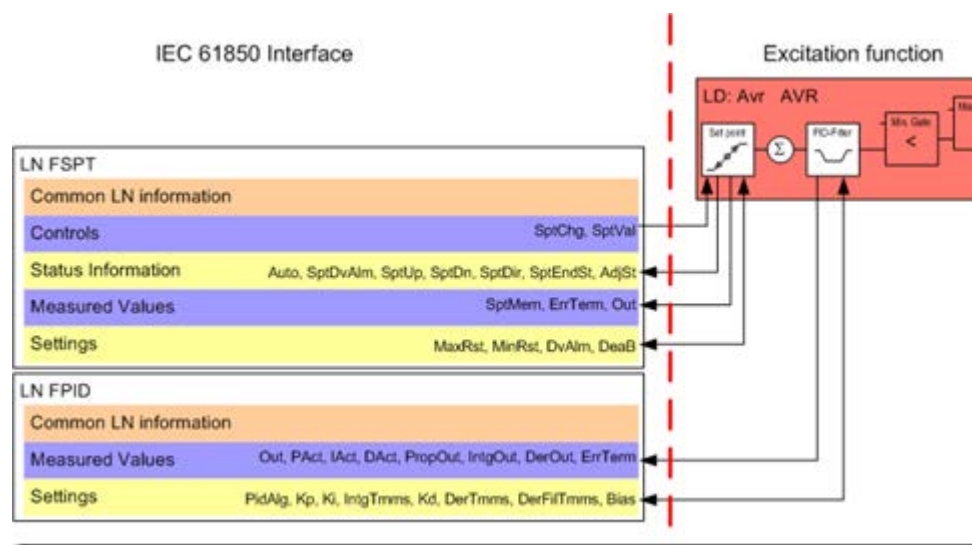 IEC 61850 Interface
Excitation function
LD: Avr AVR
Set point
Σ
PID-Filter
Min. Gate
<
LN FSPT
Common LN information
Controls SptChg, SptVal
Status Information Auto, SptDvAlm, SptUp, SptDn, SptDir, SptEndSt, AdjSt
Measured Values SptMem, ErrTerm, Out
Settings MaxRst, MinRst, DvAlm, DeaB
LN FPID
Common LN information
Measured Values Out, PAct, IAct, DAct, PropOut, IntgOut, DerOut, ErrTerm
Settings PidAlg, Kp, Ki, IntgTmms, Kd, DerTmms, DerFilTmms, Bias